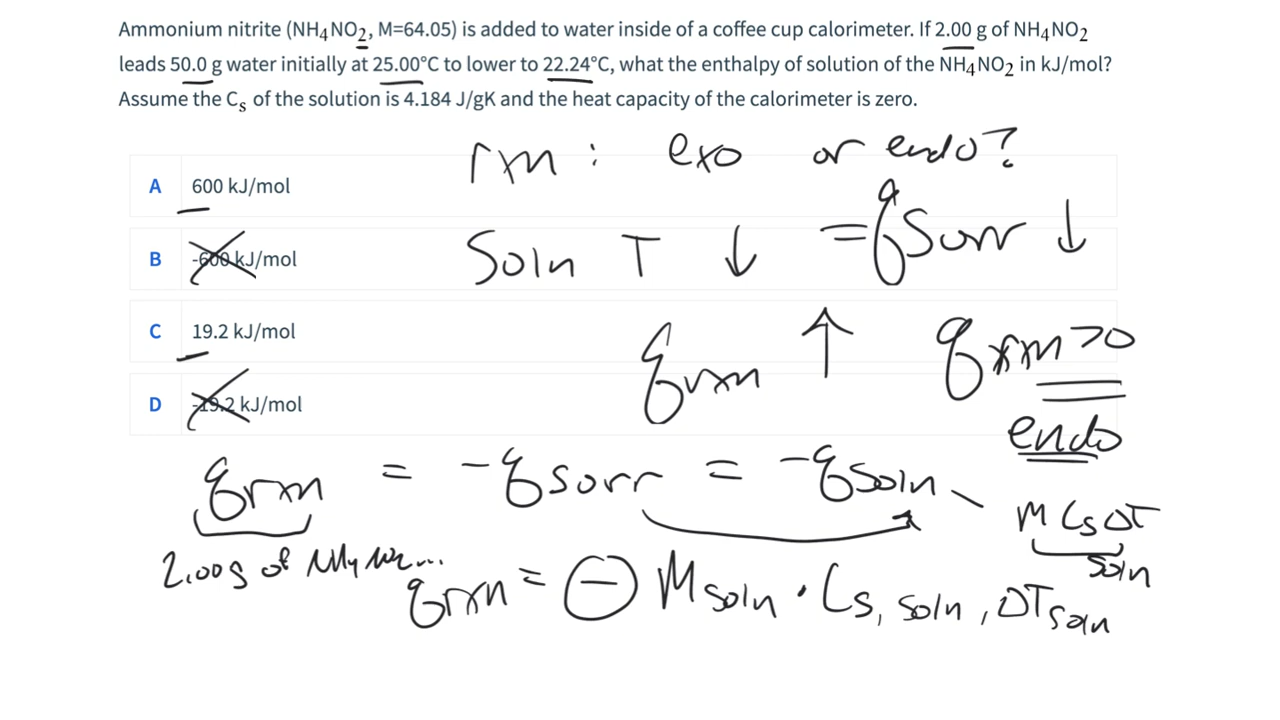 Ammonium nitrite (NH₄NO₂, M=64.05) is added to water inside of a coffee cup calorimeter. If 2.00 g of NH₄NO₂
leads 50.0 g water initially at 25.00°C to lower to 22.24°C, what the enthalpy of solution of the NH₄NO₂ in kJ/mol?
Assume the Cₛ of the solution is 4.184 J/gK and the heat capacity of the calorimeter is zero.
rxn : exo or endo?
A 600 kJ/mol
Soln T ↓ = qsurr ↓
B -600 kJ/mol
C 19.2 kJ/mol
qrxn ↑ qrxn >0
D -19.2 kJ/mol
endo
qrxn = -qsurr = -qsoln
M Cs ΔT
soln
2.00g of
qrxn = - Msoln · Cs, soln , ΔTsoln